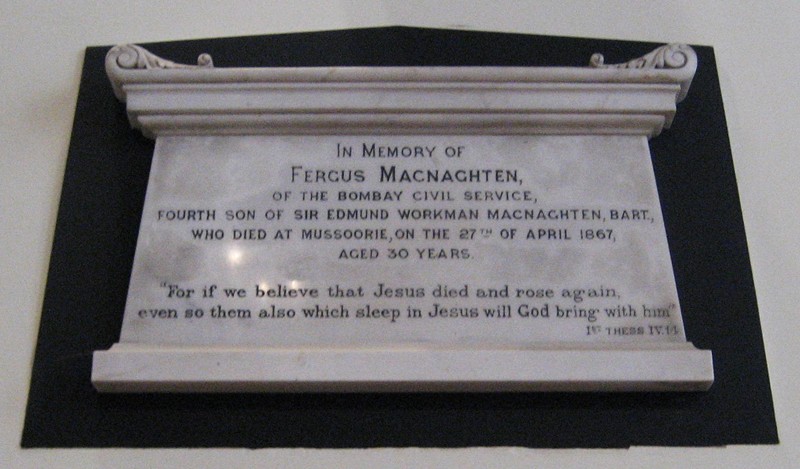 IN MEMORY OF
FERGUS MACNAGHTEN,
OF THE BOMBAY CIVIL SERVICE,
FOURTH SON OF SIR EDMUND WORKMAN MACNAGHTEN, BART.,
WHO DIED AT MUSSOORIE, ON THE 27TH OF APRIL 1867,
AGED 30 YEARS.
"For if we believe that Jesus died and rose again,
even so them also which sleep in Jesus will God bring with him"
1ST THESS IV. 14